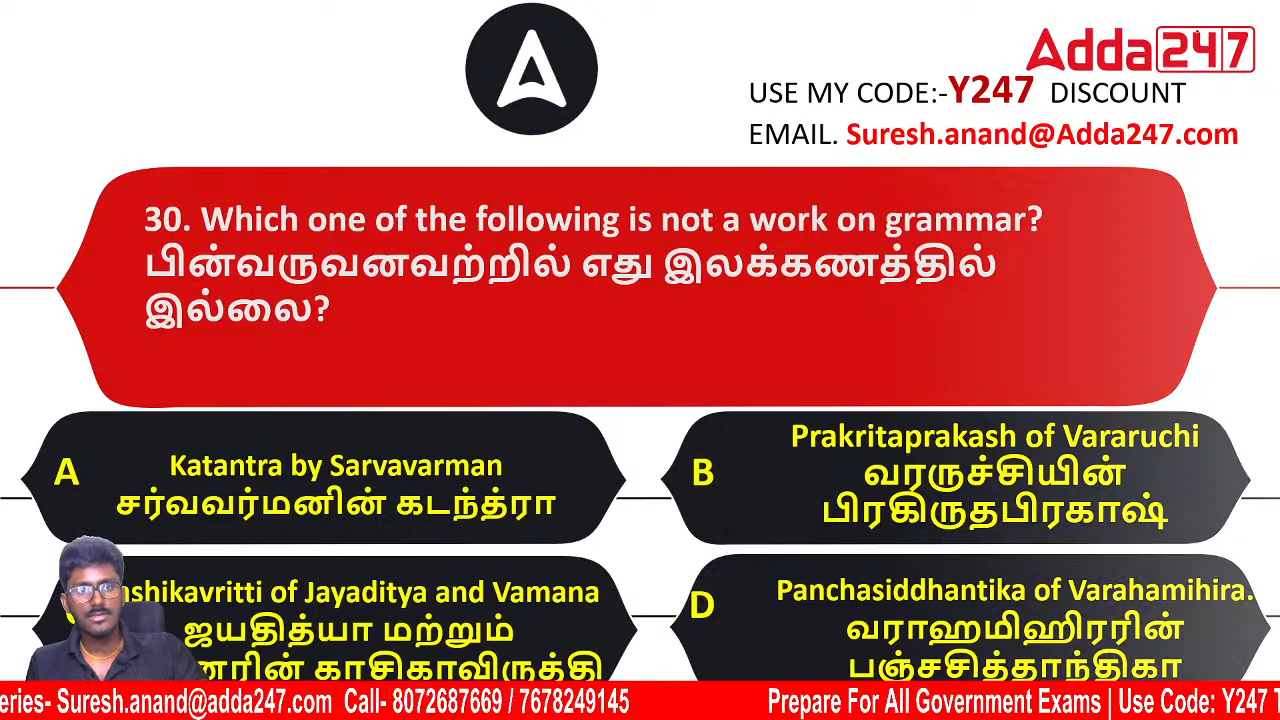 Adda247
USE MY CODE:-Y247 DISCOUNT
EMAIL. Suresh.anand@Adda247.com
30. Which one of the following is not a work on grammar?
பின்வருவனவற்றில் எது இலக்கணத்தில்
இல்லை?
A
Katantra by Sarvavarman
சர்வவர்மனின் கடந்த்ரா
B
Prakritaprakash of Vararuchi
வரருச்சியின்
பிரகிருதபிரகாஷ்
of Jayaditya and Vamana
ஜயதித்யா மற்றும்
காசிகாவிருத்தி
D
Panchasiddhantika of Varahamihira.
வராஹமிஹிரரின்
பஞ்சசித்தாந்திகா
Suresh.anand@adda247.com Call- 8072687669 / 7678249145
Prepare For All Government Exams | Use Code: Y247